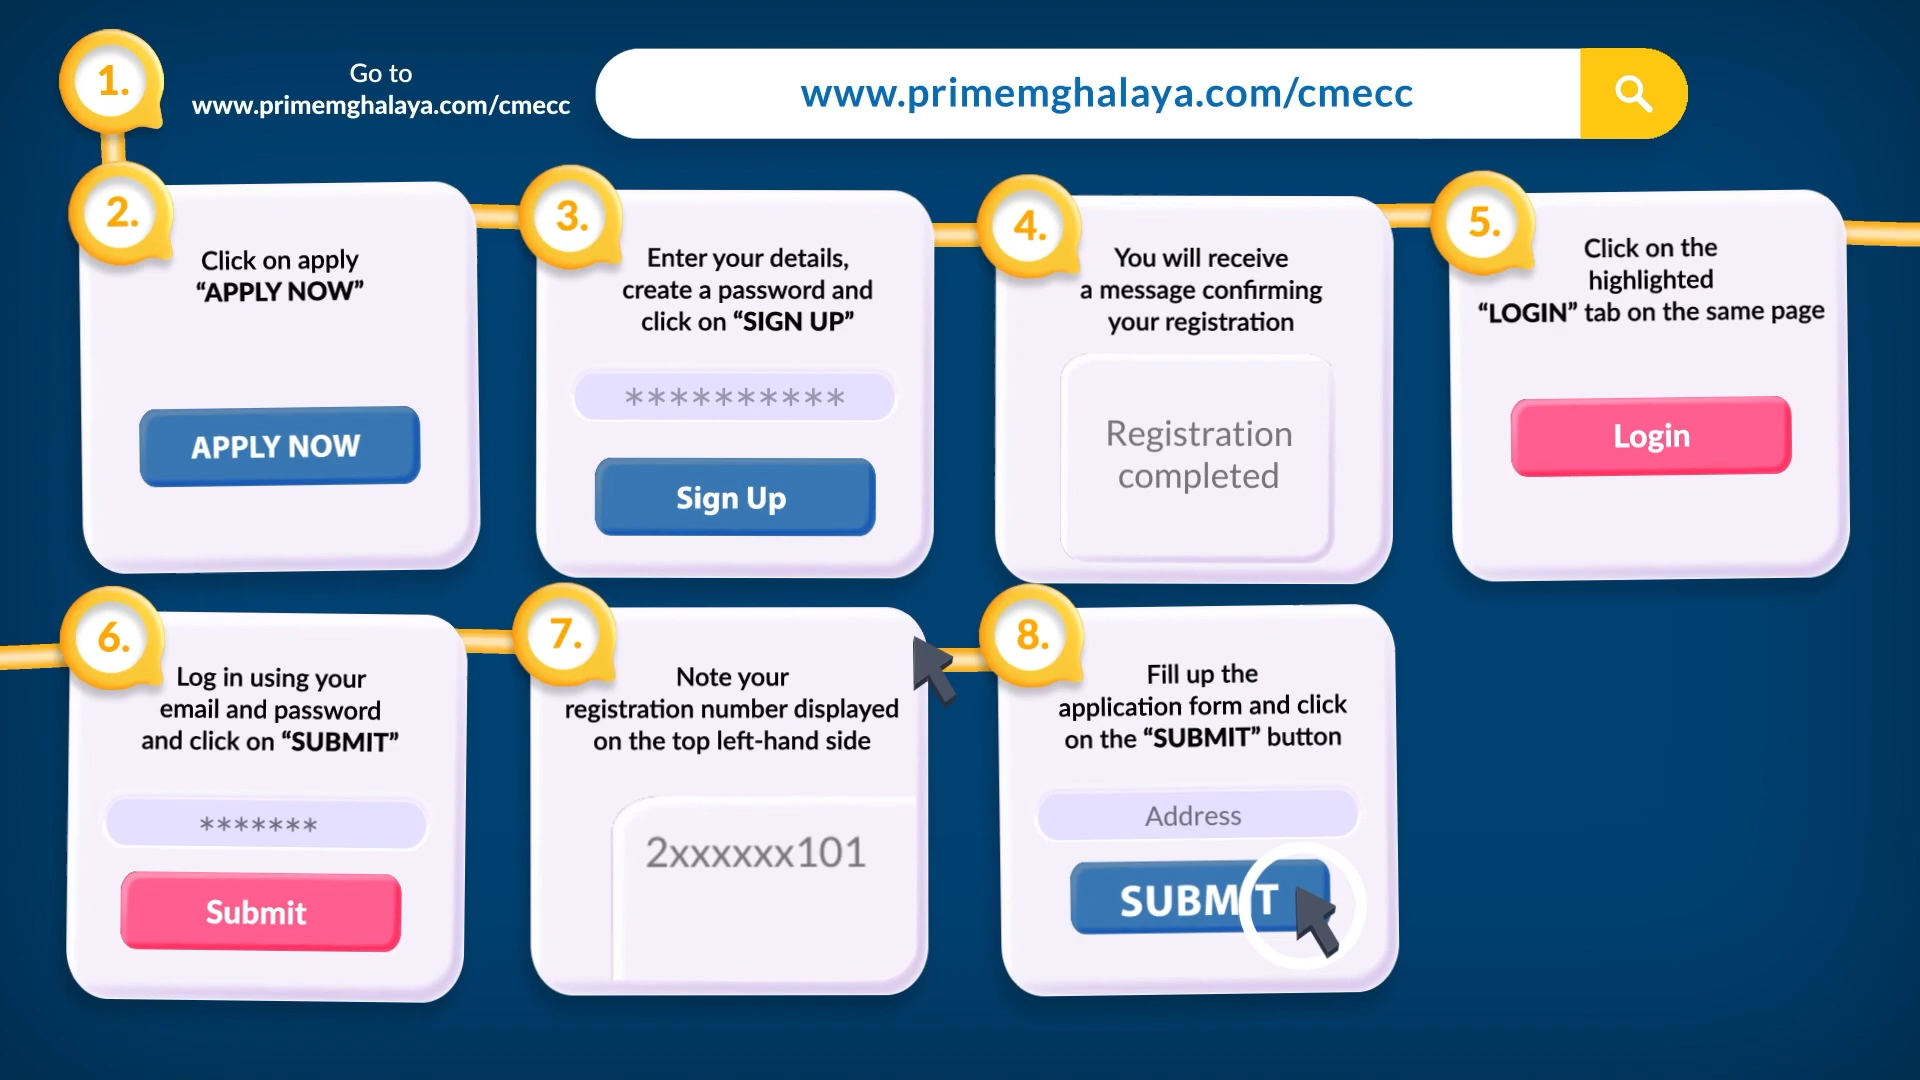 1.
Go to
www.primemghalaya.com/cmecc
www.primemghalaya.com/cmecc
2.
Click on apply
“APPLY NOW”
APPLY NOW
3.
Enter your details,
create a password and
click on “SIGN UP”
**********
Sign Up
4.
You will receive
a message confirming
your registration
Registration
completed
5.
Click on the
highlighted
“LOGIN” tab on the same page
Login
6.
Log in using your
email and password
and click on “SUBMIT”
*******
Submit
7.
Note your
registration number displayed
on the top left-hand side
2xxxxxx101
8.
Fill up the
application form and click
on the “SUBMIT” button
Address
SUBMIT